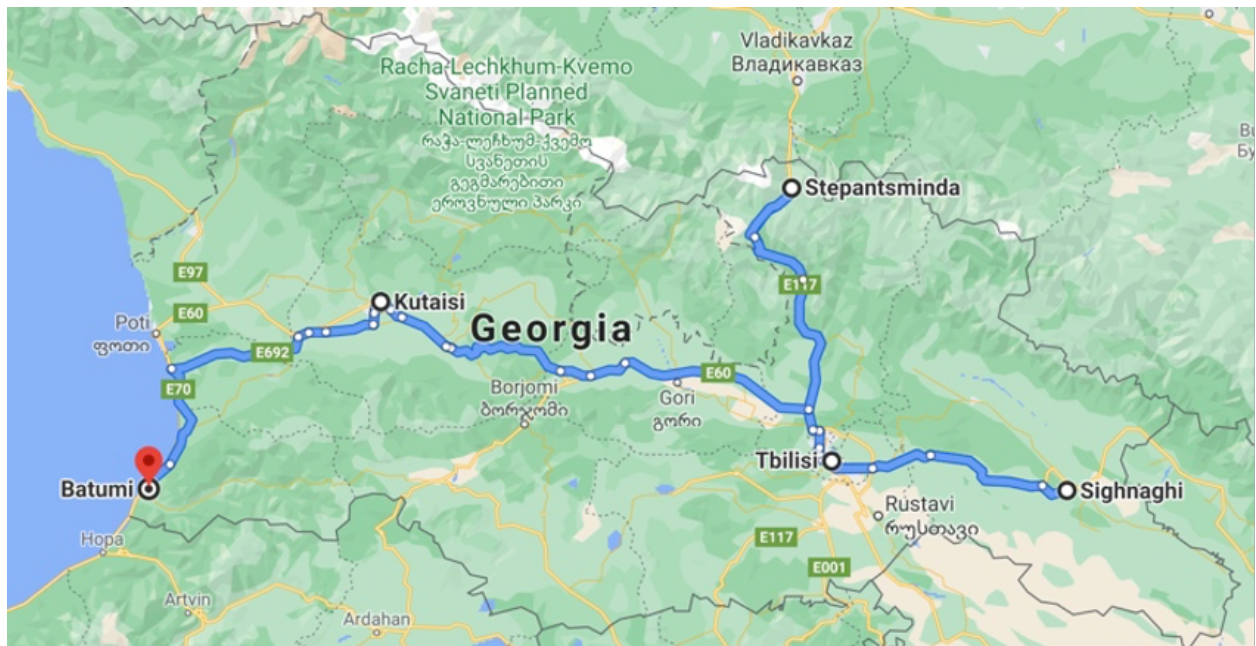 Vladikavkaz
Владикавказ
Racha-Lechkhum-Kvemo
Svaneti Planned
National Park
რაჭა-ლეჩხუმ-ქვემო
სვანეთის
გეგმარებითი
ეროვნული პარკი
Stepantsminda
E97
E117
Kutaisi
E60
Poti
ფოთი
Georgia
E692
E70
Borjomi
ბორჯომი
E60
Gori
გორი
Tbilisi
Batumi
Sighnaghi
Rustavi
რუსთავი
Hopa
E117
E001
Artvin
Ardahan